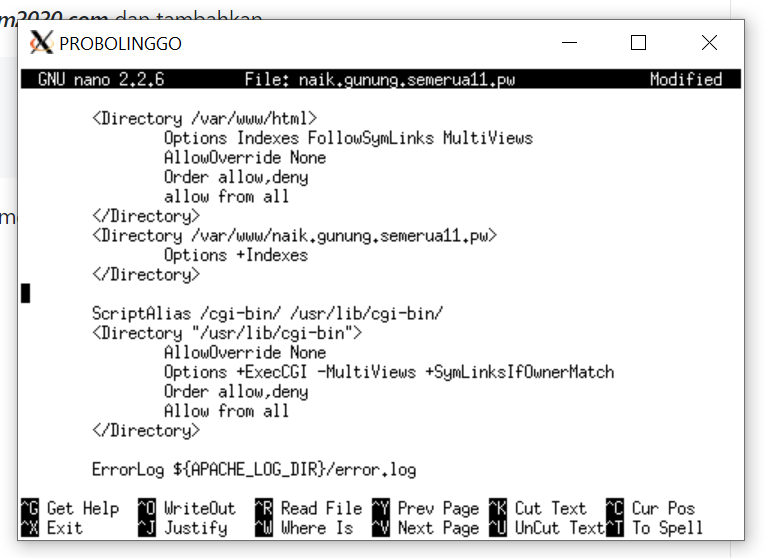 m2020.com dan tambahkan
PROBOLINGGO
GNU nano 2.2.6 File: naik.gunung.semerua11.pw Modified
<Directory /var/www/html>
Options Indexes FollowSymLinks MultiViews
AllowOverride None
Order allow,deny
allow from all
</Directory>
<Directory /var/www/naik.gunung.semerua11.pw>
Options +Indexes
</Directory>
ScriptAlias /cgi-bin/ /usr/lib/cgi-bin/
<Directory "/usr/lib/cgi-bin">
AllowOverride None
Options +ExecCGI -MultiViews +SymLinksIfOwnerMatch
Order allow,deny
Allow from all
</Directory>
ErrorLog ${APACHE_LOG_DIR}/error.log
^G Get Help ^O WriteOut ^R Read File ^Y Prev Page ^K Cut Text ^C Cur Pos
^X Exit ^J Justify ^W Where Is ^V Next Page ^U UnCut Text ^T To Spell